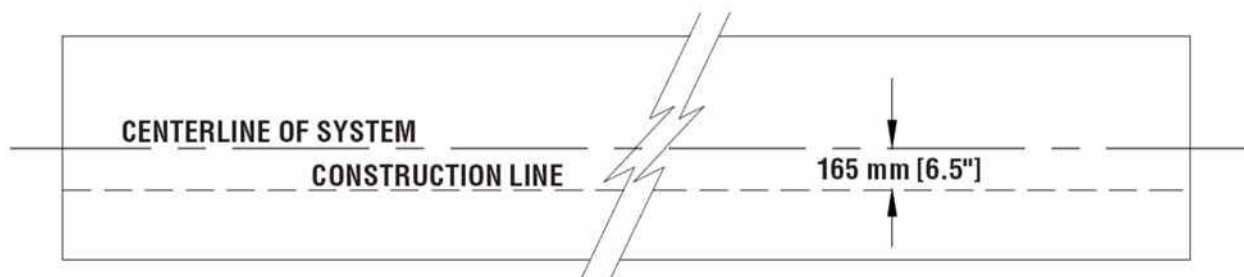 CENTERLINE OF SYSTEM
CONSTRUCTION LINE
165 mm [6.5"]